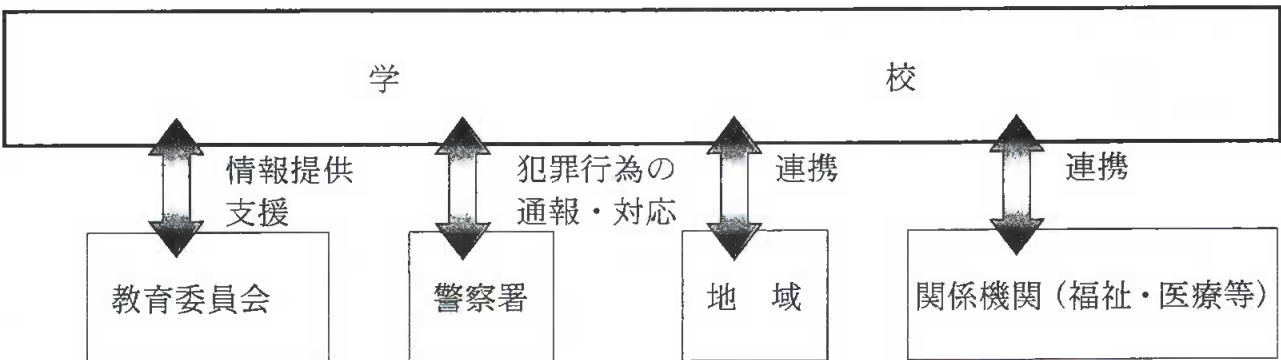 学校
情報提供
支援
犯罪行為の
通報・対応
連携
連携
教育委員会
警察署
地域
関係機関（福祉・医療等）